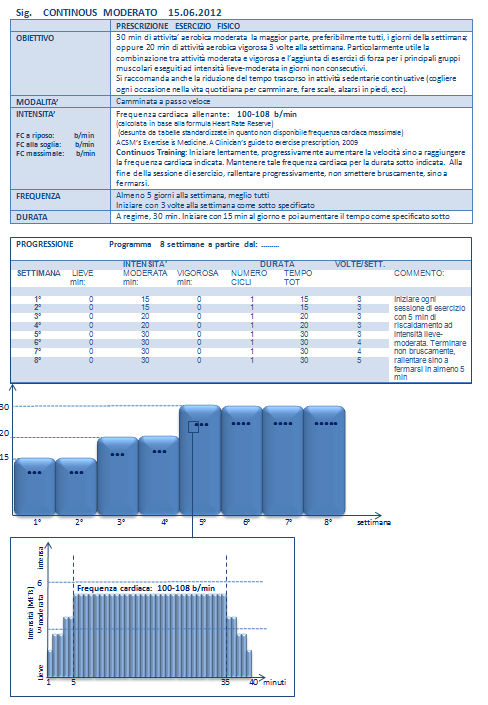 Sig. CONTINOUS MODERATO 15.06.2012
PRESCRIZIONE ESERCIZIO FISICO
OBIETTIVO
30 min di attivita' aerobica moderata la maggior parte, preferibilmente tutti, i giorni della settimana;
oppure 20 min di attività aerobica vigorosa 3 volte alla settimana. Particolarmente utile la
combinazione tra attività moderata e vigorosa e l'aggiunta di esercizi di forza per i principali gruppi
muscolari eseguiti ad intensità lieve-moderata in giorni non consecutivi.
Si raccomanda anche la riduzione del tempo trascorso in attività sedentarie continuative (cogliere
ogni occasione nella vita quotidiana per camminare, fare scale, alzarsi in piedi, ecc).
MODALITA' Camminata a passo veloce
INTENSITA' Frequenza cardiaca allenante: 100-108 b/min
(calcolata in base alla formula Heart Rate Reserve)
FC a riposo: b/min (desunta da tabelle standardizzate in quanto non disponibile frequenza cardiaca massimale)
FC alla soglia: b/min ACSM's Exercise is Medicine. A Clinician's guide to exercise prescription, 2009
FC massimale: b/min Continuos Training: Iniziare lentamente, progressivamente aumentare la velocità sino a raggiungere
la frequenza cardiaca indicata. Mantenere tale frequenza cardiaca per la durata sotto indicata. Alla
fine della sessione di esercizio, rallentare progressivamente, non smettere bruscamente, sino a
fermarsi.
FREQUENZA Almeno 5 giorni alla settimana, meglio tutti
Iniziare con 3 volte alla settimana come sotto specificato
DURATA A regime, 30 min. Iniziare con 15 min al giorno e poi aumentare il tempo come specificato sotto
PROGRESSIONE Programma 8 settimane a partire dal: .........
INTENSITA' DURATA VOLTE/SETT.
SETTIMANA LIEVE MODERATA VIGOROSA NUMERO TEMPO COMMENTO:
min: min: min: CICLI TOT
1° 0 15 0 1 15 3 Iniziare ogni
2° 0 15 0 1 15 3 sessione di esercizio
3° 0 20 0 1 20 3 con 5 min di
4° 0 20 0 1 20 3 riscaldamento ad
5° 0 30 0 1 30 3 intensità lieve-
6° 0 30 0 1 30 4 moderata. Terminare
7° 0 30 0 1 30 4 non bruscamente,
8° 0 30 0 1 30 5 rallentare sino a
fermarsi in almeno 5
min
30
20
15
1° 2° 3° 4° 5° 6° 7° 8° settimana
Intensità (METs)
Lieve moderata intensa
6
3
Frequenza cardiaca: 100-108 b/min
1 5 35 40 minuti